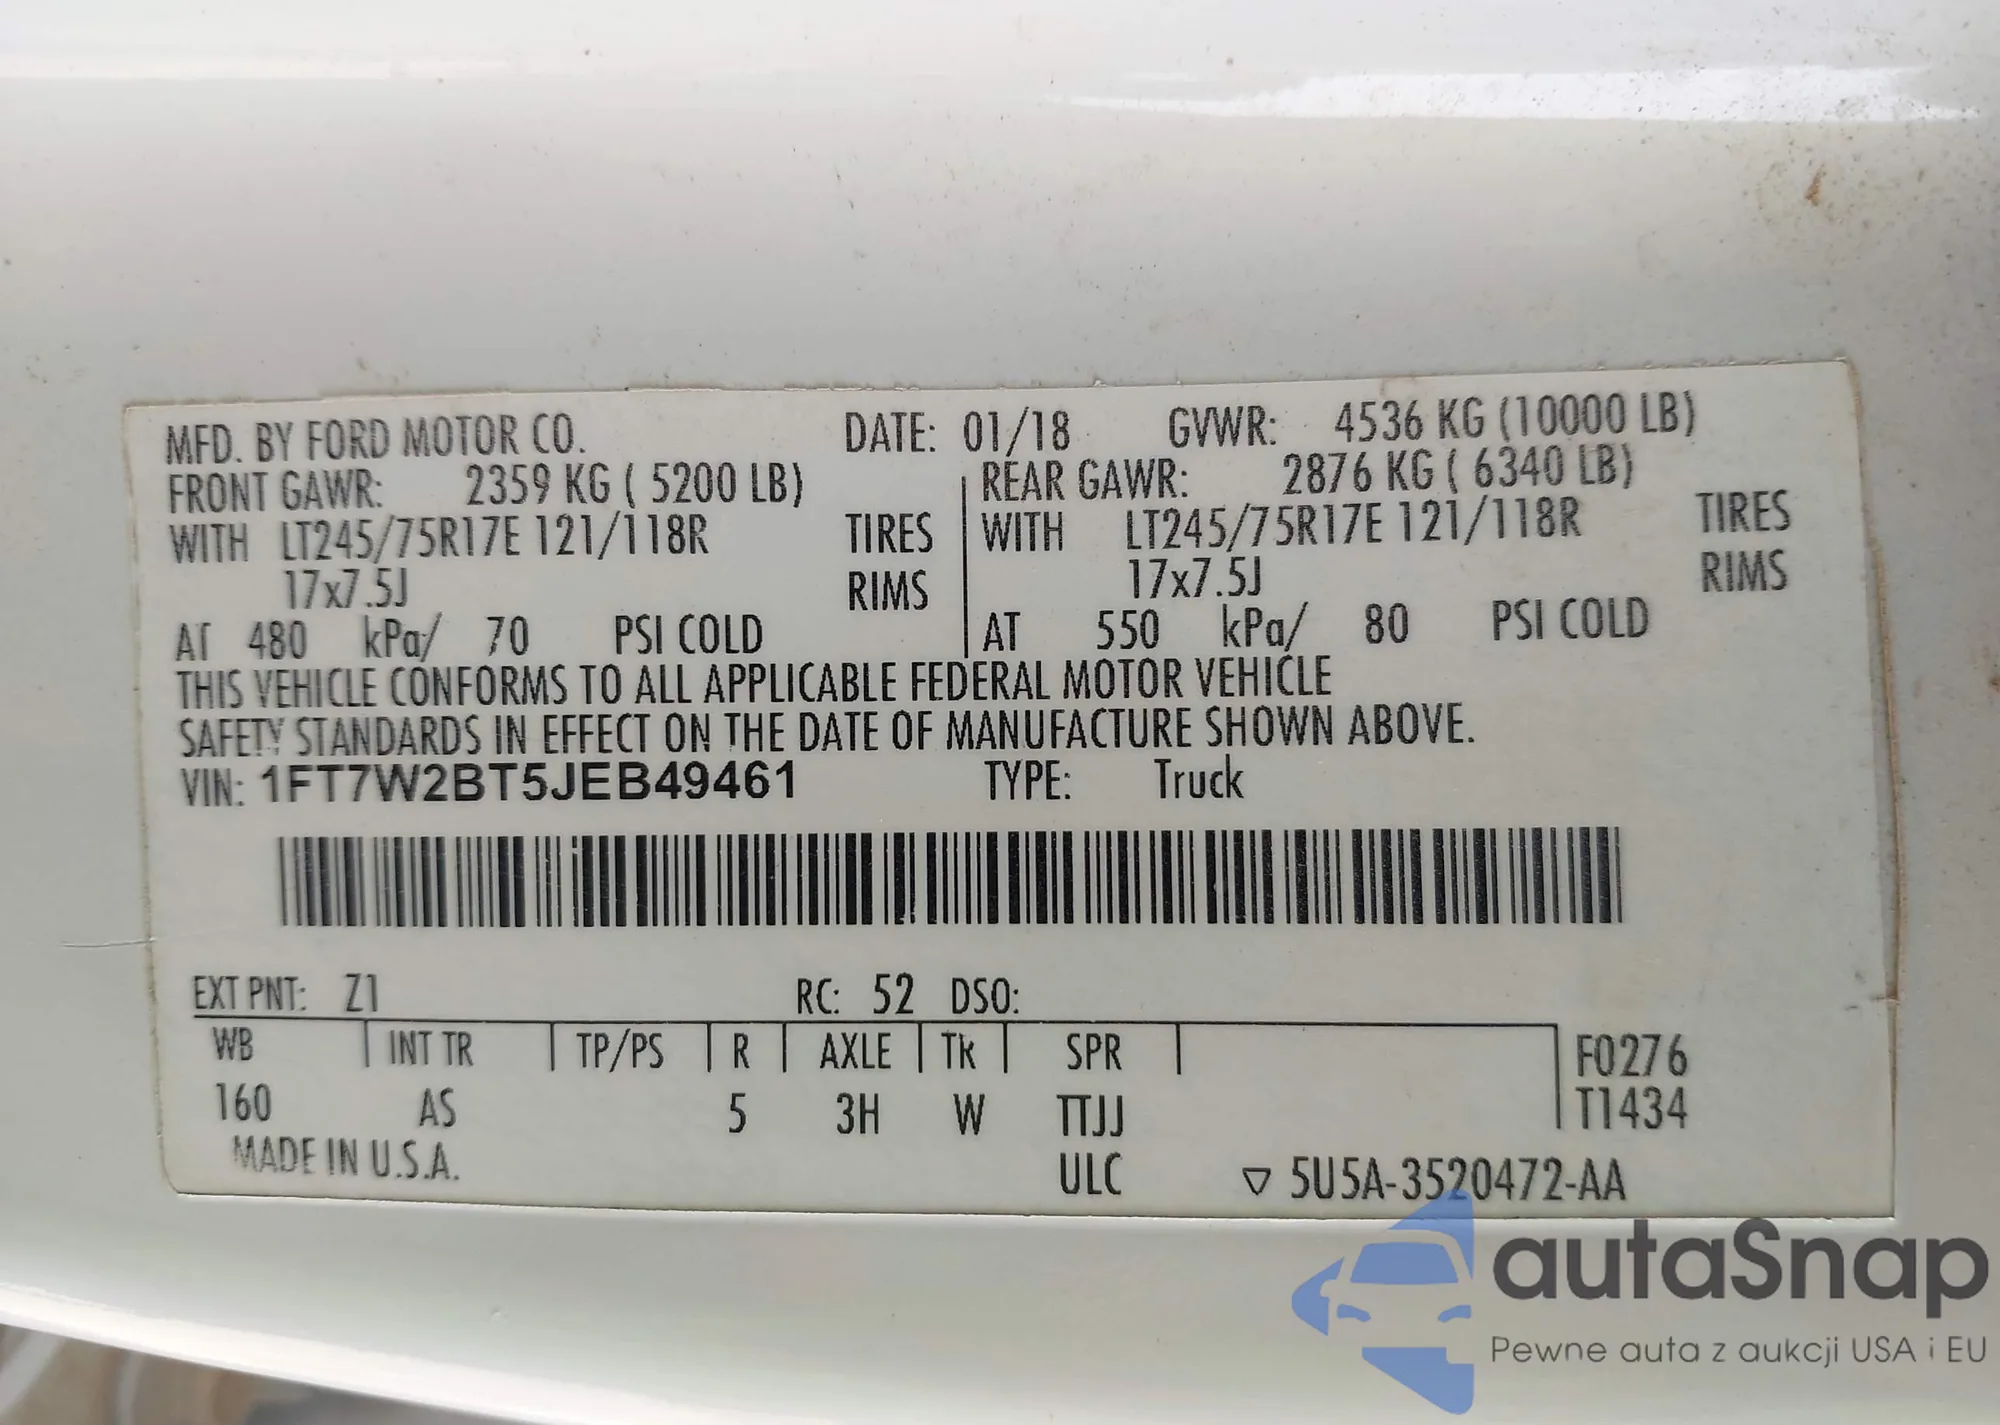 MFD. BY FORD MOTOR CO. DATE: 01/18 GVWR: 4536 KG (10000 LB)
FRONT GAWR: 2359 KG ( 5200 LB) REAR GAWR: 2876 KG ( 6340 LB)
WITH LT245/75R17E 121/118R TIRES WITH LT245/75R17E 121/118R TIRES
17x7.5J RIMS 17x7.5J RIMS
AT 480 kPa/ 70 PSI COLD AT 550 kPa/ 80 PSI COLD
THIS VEHICLE CONFORMS TO ALL APPLICABLE FEDERAL MOTOR VEHICLE
SAFETY STANDARDS IN EFFECT ON THE DATE OF MANUFACTURE SHOWN ABOVE.
VIN: 1FT7W2BT5JEB49461 TYPE: Truck
EXT PNT: Z1 RC: 52 DSO:
WB INT TR TP/PS R AXLE Tk SPR F0276
160 AS 5 3H W TTJJ T1434
MADE IN U.S.A. ULC ▽ 5U5A-3520472-AA
autaSnap
Pewne auta z aukcji USA i EU